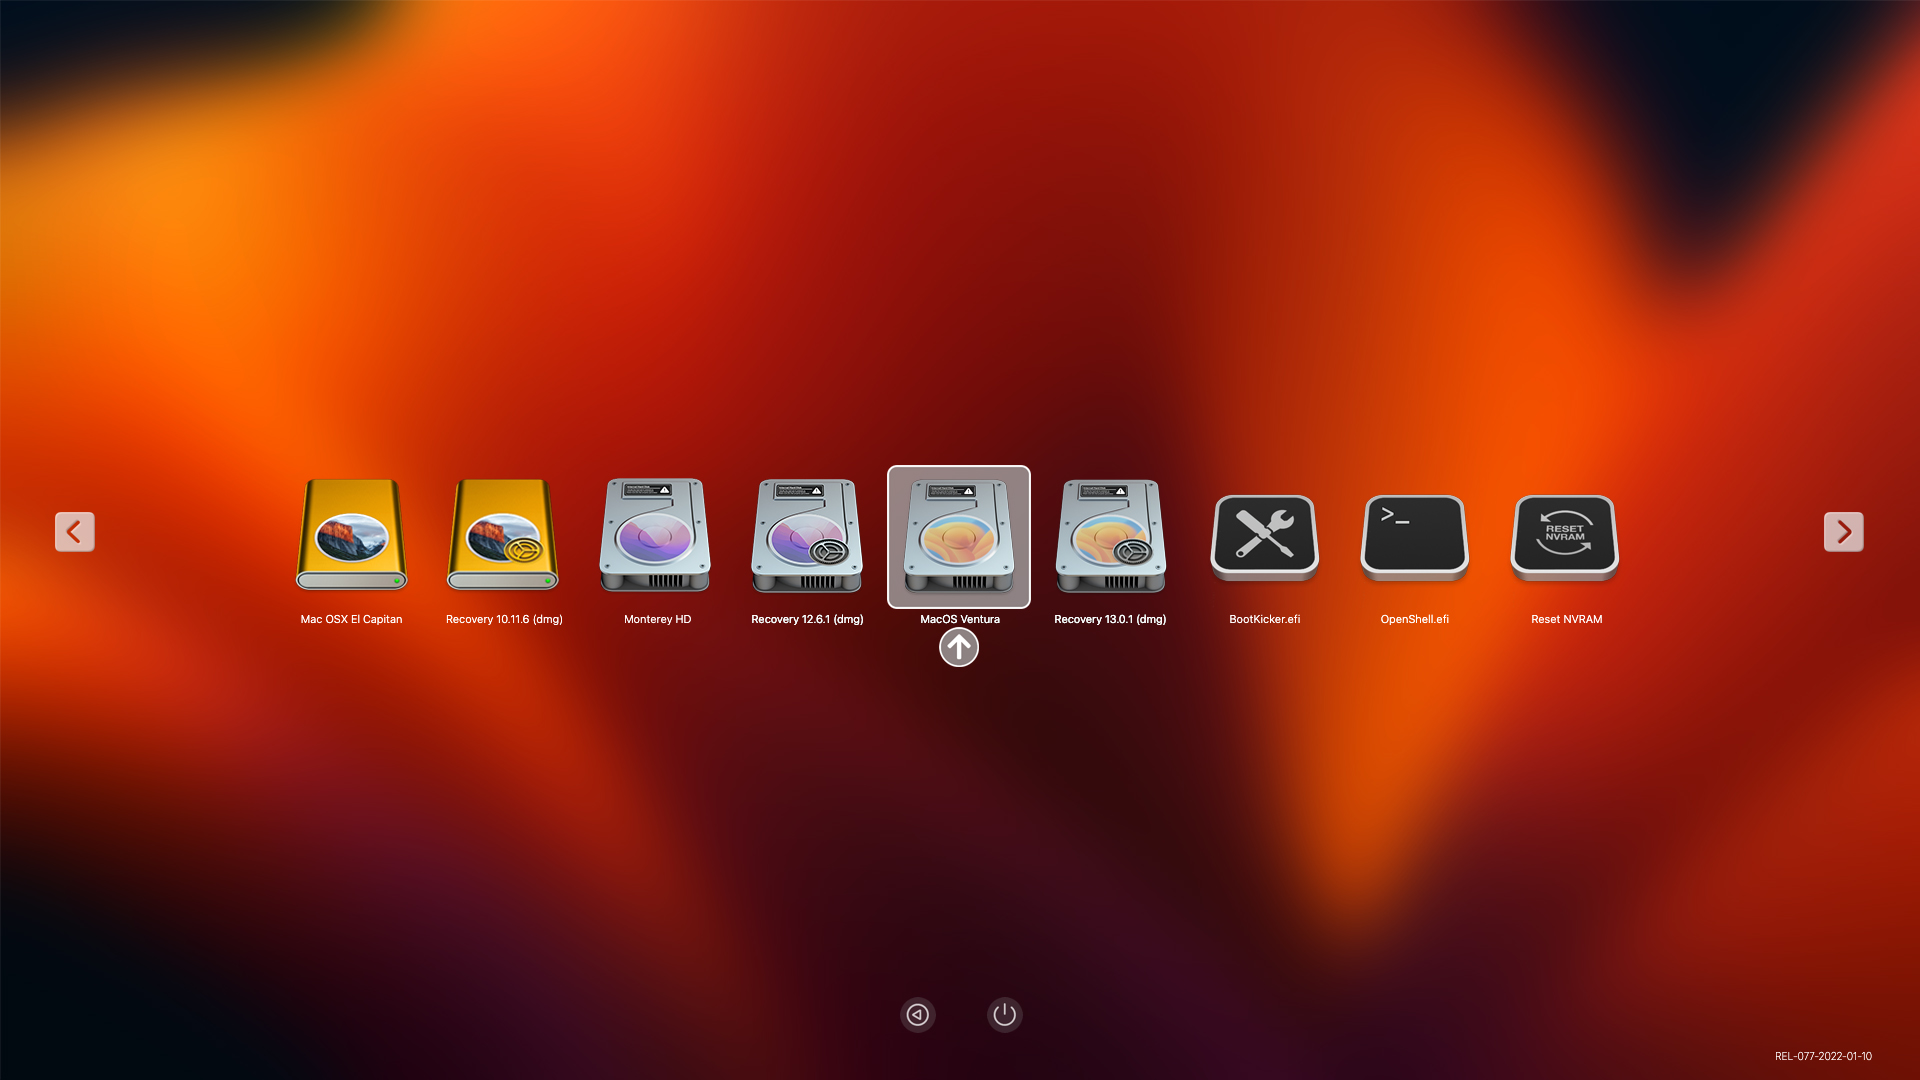 Mac OSX El Capitan
Recovery 10.11.6 (dmg)
Monterey HD
Recovery 12.6.1 (dmg)
MacOS Ventura
Recovery 13.0.1 (dmg)
BootKicker.efi
>_
OpenShell.efi
RESET
NVRAM
Reset NVRAM
REL-077-2022-01-10